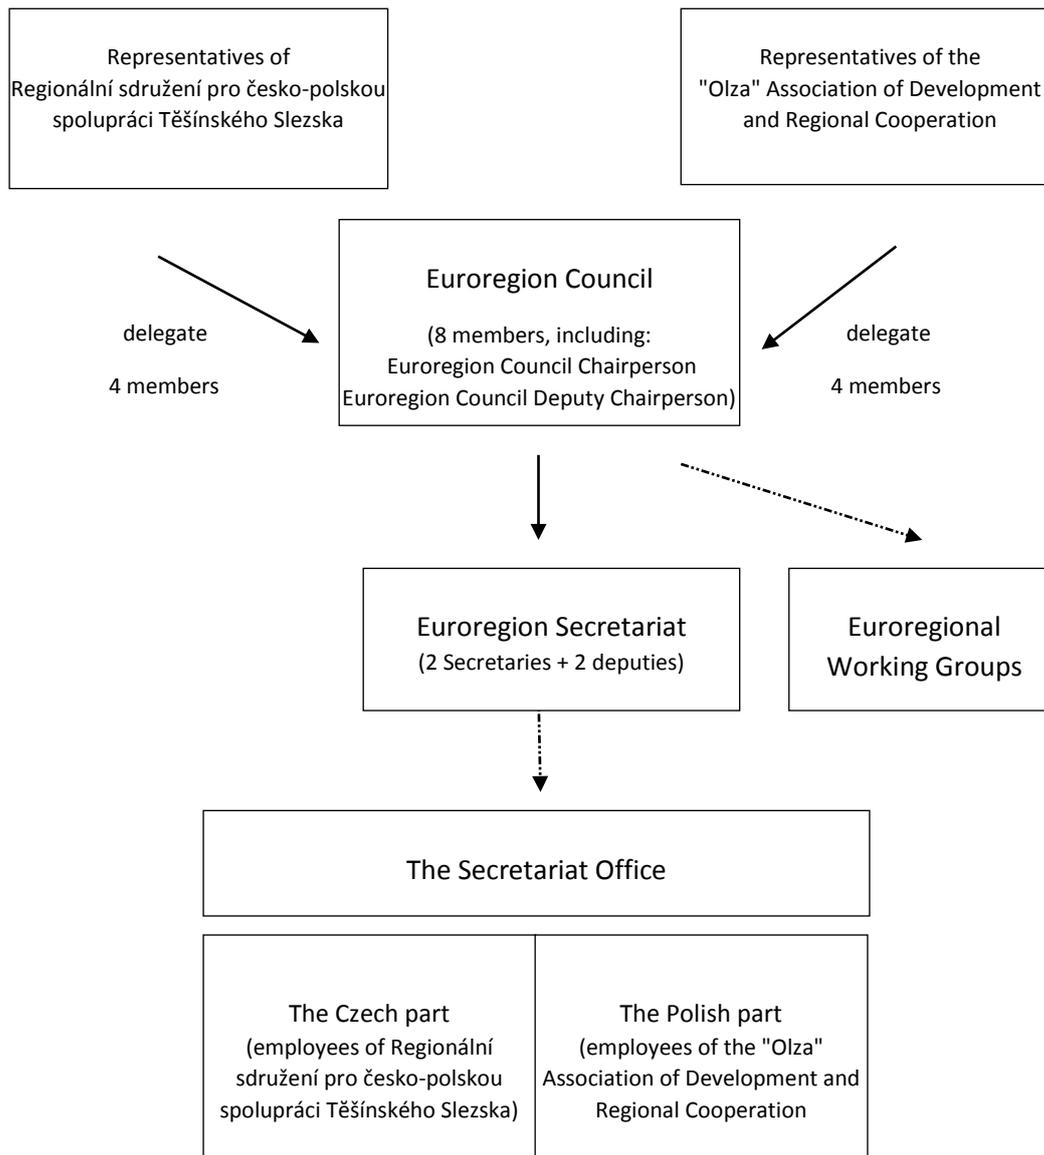 Representatives of
Regionální sdružení pro česko-polskou
spolupráci Těšínského Slezska
Representatives of the
"Olza" Association of Development
and Regional Cooperation
Euroregion Council
(8 members, including:
Euroregion Council Chairperson
Euroregion Council Deputy Chairperson)
delegate
4 members
delegate
4 members
Euroregion Secretariat
(2 Secretaries + 2 deputies)
Euroregional
Working Groups
The Secretariat Office
The Czech part
(employees of Regionální
sdružení pro česko-polskou
spolupráci Těšínského Slezska)
The Polish part
(employees of the "Olza"
Association of Development and
Regional Cooperation